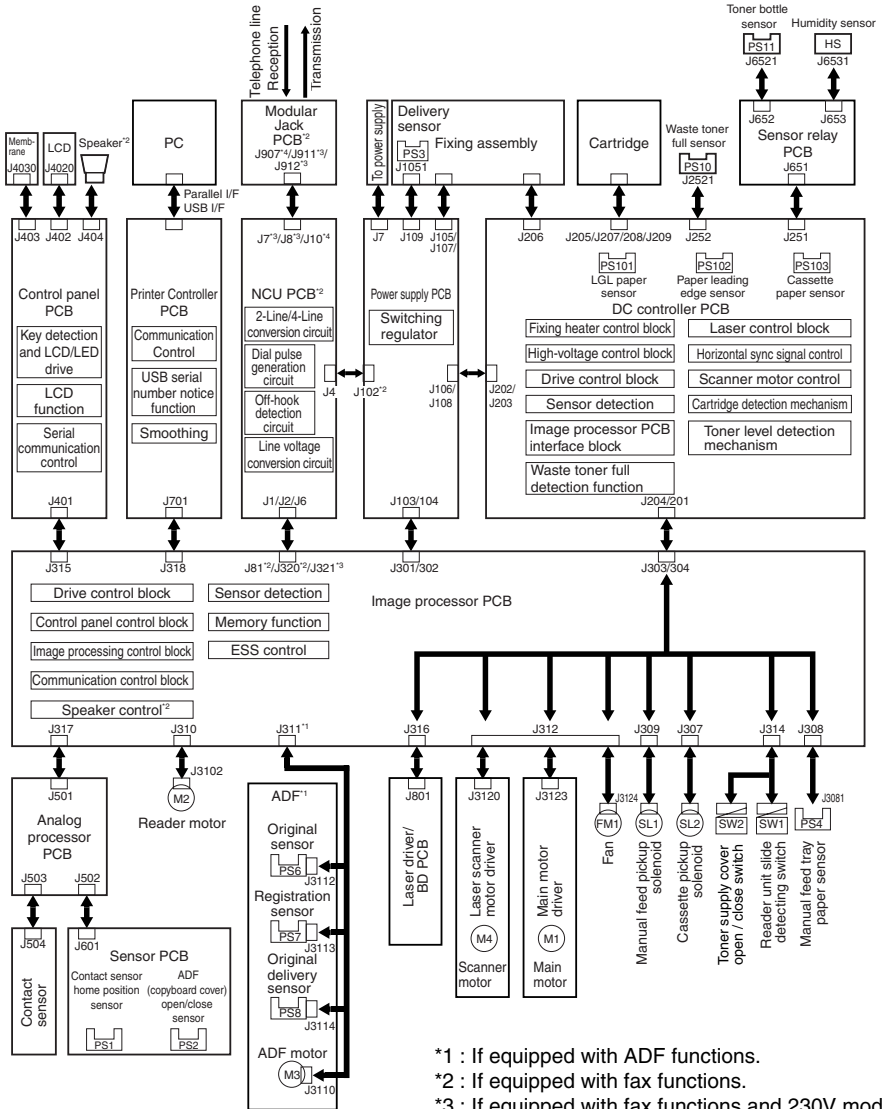 Toner bottle
sensor
Humidity sensor
PS11
HS
J6521
J6531
Telephone line
Reception
Transmission
Modular
Jack
PCB*2
J907*4/J911*3/
J912*3
To power supply
Delivery
sensor
PS3
J1051
Fixing assembly
Cartridge
Waste toner
full sensor
PS10
J2521
J652
J653
Sensor relay
PCB
J651
Mem-
brane
J4030
LCD
J4020
Speaker*2
PC
Parallel I/F
USB I/F
J403
J402
J404
J7*3/J8*3/J10*4
J7
J109
J105/
J107/
J206
J205/J207/208/J209
J252
J251
PS101
PS102
PS103
LGL paper
sensor
Paper leading
edge sensor
Cassette
paper sensor
Control panel
PCB
Key detection
and LCD/LED
drive
LCD
function
Serial
communication
control
J401
Printer Controller
PCB
Communication
Control
USB serial
number notice
function
Smoothing
J701
NCU PCB*2
2-Line/4-Line
conversion circuit
Dial pulse
generation
circuit
Off-hook
detection
circuit
Line voltage
conversion circuit
J4
J1/J2/J6
Power supply PCB
Switching
regulator
J102*2
J106/
J108
J103/104
DC controller PCB
Fixing heater control block
Laser control block
High-voltage control block
Horizontal sync signal control
Drive control block
Scanner motor control
Sensor detection
Cartridge detection mechanism
Image processor PCB
interface block
Toner level detection
mechanism
Waste toner full
detection function
J202/
J203
J204/201
J315
J318
J81*2/J320*2/J321*3
J301/302
J303/304
Image processor PCB
Drive control block
Sensor detection
Control panel control block
Memory function
Image processing control block
ESS control
Communication control block
Speaker control*2
J317
J310
J311*1
J316
J312
J309
J307
J314
J308
J501
Analog
processor
PCB
J503
J502
J3102
M2
Reader motor
J504
Contact
sensor
J601
Sensor PCB
Contact sensor
home position
sensor
PS1
ADF
(copyboard cover)
open/close
sensor
PS2
ADF*1
Original
sensor
PS6
J3112
Registration
sensor
PS7
J3113
Original
delivery
sensor
PS8
J3114
ADF motor
M3
J3110
J801
Laser driver/
BD PCB
J3120
Laser scanner
motor driver
M4
Scanner
motor
J3123
Main motor
driver
M1
Main
motor
J3124
FM1
Fan
SL1
Manual feed pickup
solenoid
SL2
Cassette pickup
solenoid
SW2
Toner supply cover
open / close switch
SW1
Reader unit slide
detecting switch
J3081
PS4
Manual feed tray
paper sensor
*1 : If equipped with ADF functions.
*2 : If equipped with fax functions.